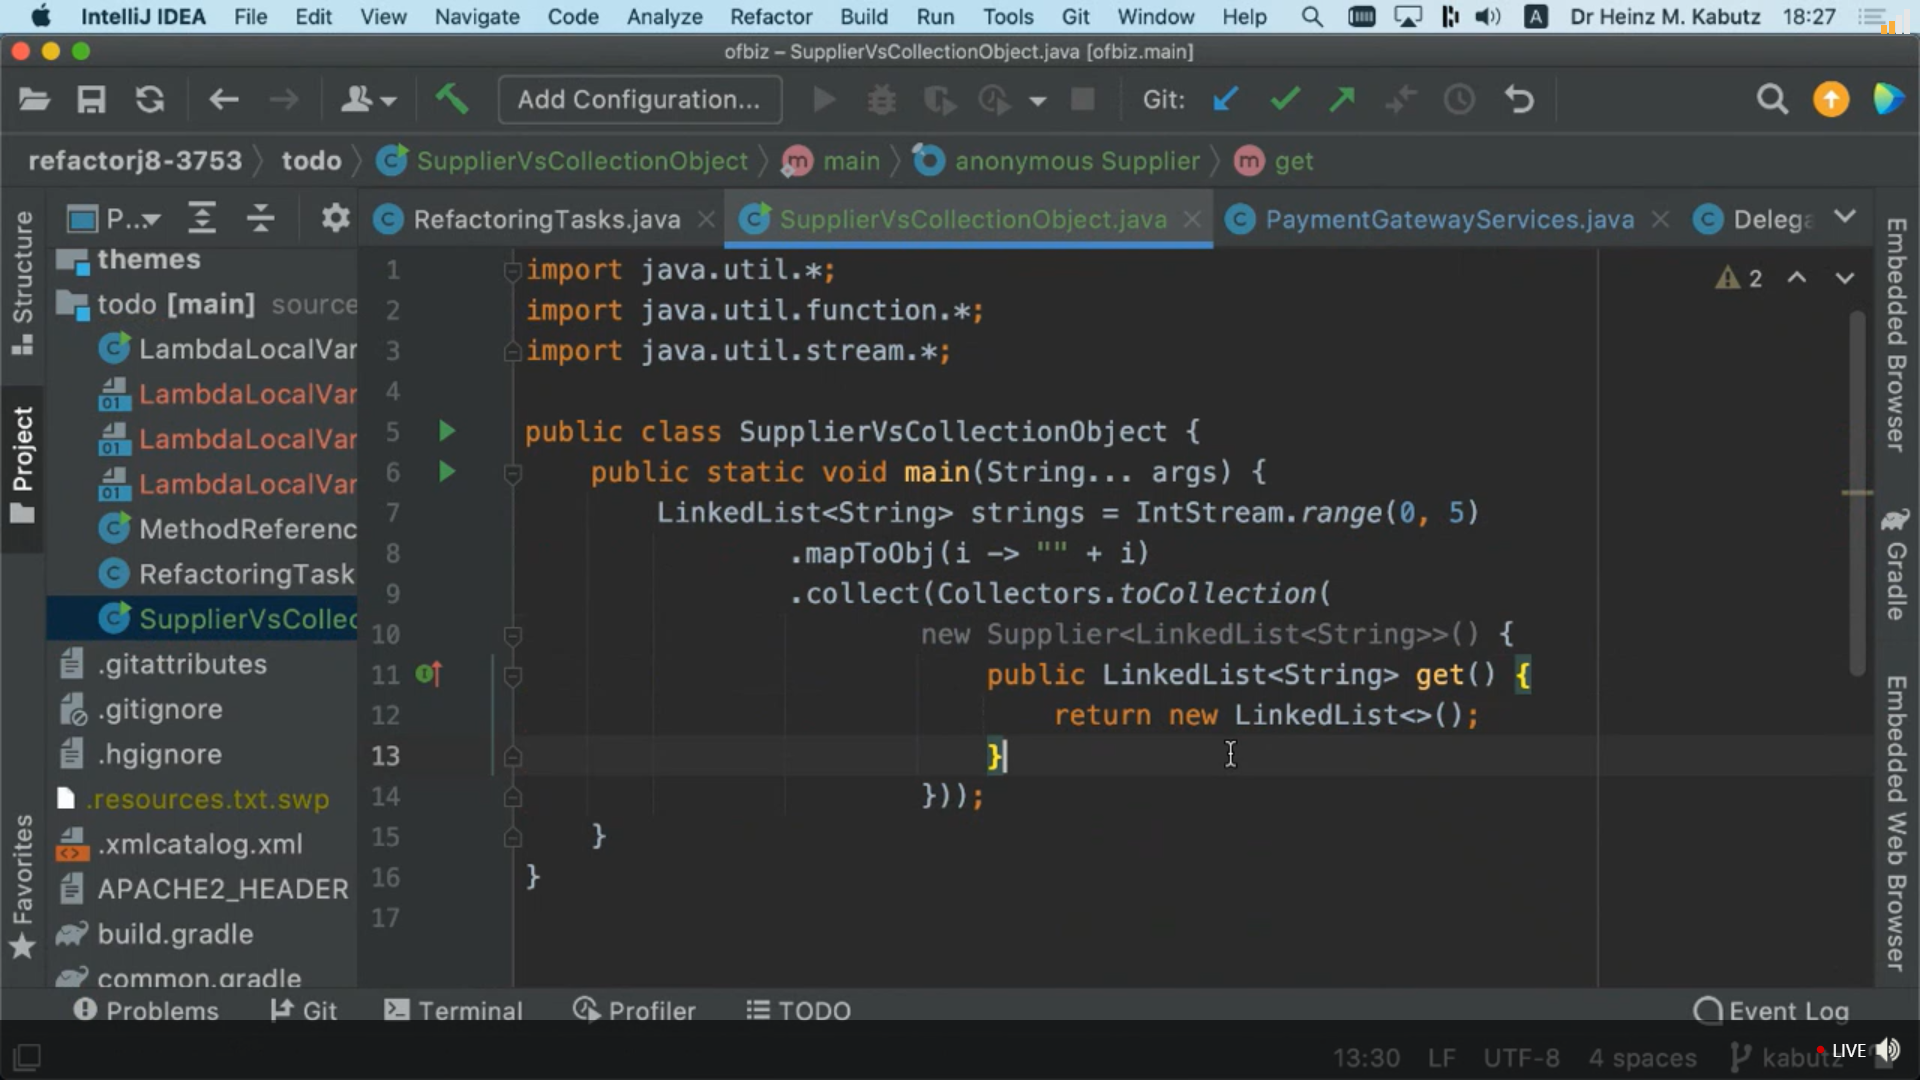 IntelliJ IDEA File Edit View Navigate Code Analyze Refactor Build Run Tools Git Window Help A Dr Heinz M. Kabutz 18:27
ofbiz – SupplierVsCollectionObject.java [ofbiz.main]
Add Configuration... Git:
refactorj8-3753 todo SupplierVsCollectionObject main anonymous Supplier get
P... RefactoringTasks.java SupplierVsCollectionObject.java PaymentGatewayServices.java Delega
Structure
Project
Favorites
themes
todo [main] source
LambdaLocalVar
LambdaLocalVar
LambdaLocalVar
LambdaLocalVar
MethodReferenc
RefactoringTask
SupplierVsCollec
.gitattributes
.gitignore
.hgignore
.resources.txt.swp
.xmlcatalog.xml
APACHE2_HEADER
build.gradle
common.gradle
2
1 import java.util.*;
2 import java.util.function.*;
3 import java.util.stream.*;
4
5 public class SupplierVsCollectionObject {
6 public static void main(String... args) {
7 LinkedList<String> strings = IntStream.range(0, 5)
8 .mapToObj(i -> "" + i)
9 .collect(Collectors.toCollection(
10 new Supplier<LinkedList<String>>() {
11 public LinkedList<String> get() {
12 return new LinkedList<>();
13 }
14 }));
15 }
16 }
17
Embedded Browser
Gradle
Embedded Web Browser
Problems Git Terminal Profiler TODO Event Log
13:30 LF UTF-8 4 spaces kabutz LIVE